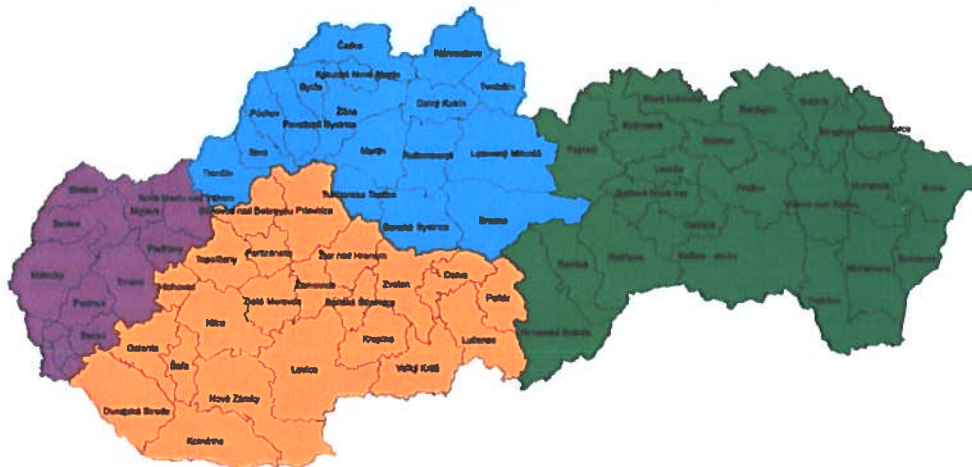 Čadca
Námestovo
Kysucké Nové Mesto
Bytča
Tvrdošín
Dolný Kubín
Púchov
Žilina
Považská Bystrica
Ilava
Martin
Ružomberok
Liptovský Mikuláš
Trenčín
Turčianske Teplice
Banská Bystrica
Brezno
Skalica
Nové Mesto nad Váhom
Myjava
Senica
Piešťany
Malacky
Trnava
Pezinok
Senec
Bánovce nad Bebravou
Prievidza
Topoľčany
Partizánske
Žiar nad Hronom
Hlohovec
Zlaté Moravce
Žarnovica
Banská Štiavnica
Zvolen
Detva
Poltár
Nitra
Krupina
Lučenec
Galanta
Šaľa
Levice
Veľký Krtíš
Dunajská Streda
Nové Zámky
Komárno
Stará Ľubovňa
Bardejov
Svidník
Kežmarok
Sabinov
Stropkov
Medzilaborce
Poprad
Levoča
Spišská Nová Ves
Prešov
Humenné
Snina
Vranov nad Topľou
Gelnica
Revúca
Rožňava
Košice - okolie
Michalovce
Sobrance
Trebišov
Rimavská Sobota